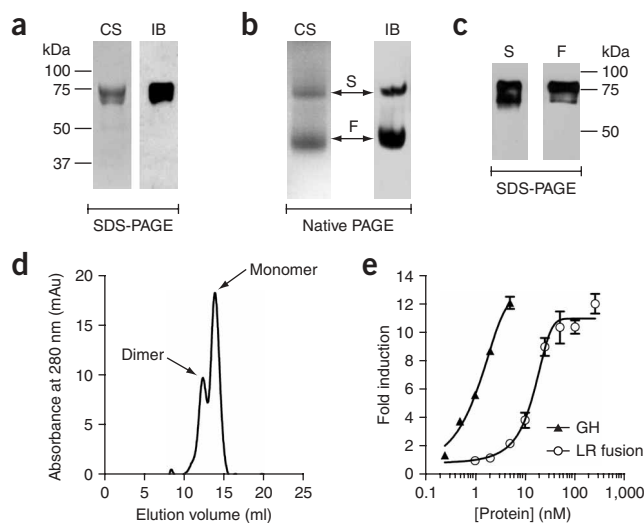 a
CS IB
kDa
100
75
50
37
SDS-PAGE
b
CS IB
S
F
Native PAGE
c
S F kDa
100
75
50
SDS-PAGE
d
Absorbance at 280 nm (mAu)
20
15
10
5
0
Monomer
Dimer
0 5 10 15 20 25
Elution volume (ml)
e
Fold induction
14
12
10
8
6
4
2
0
GH
LR fusion
0.1 1 10 100 1,000
[Protein] (nM)